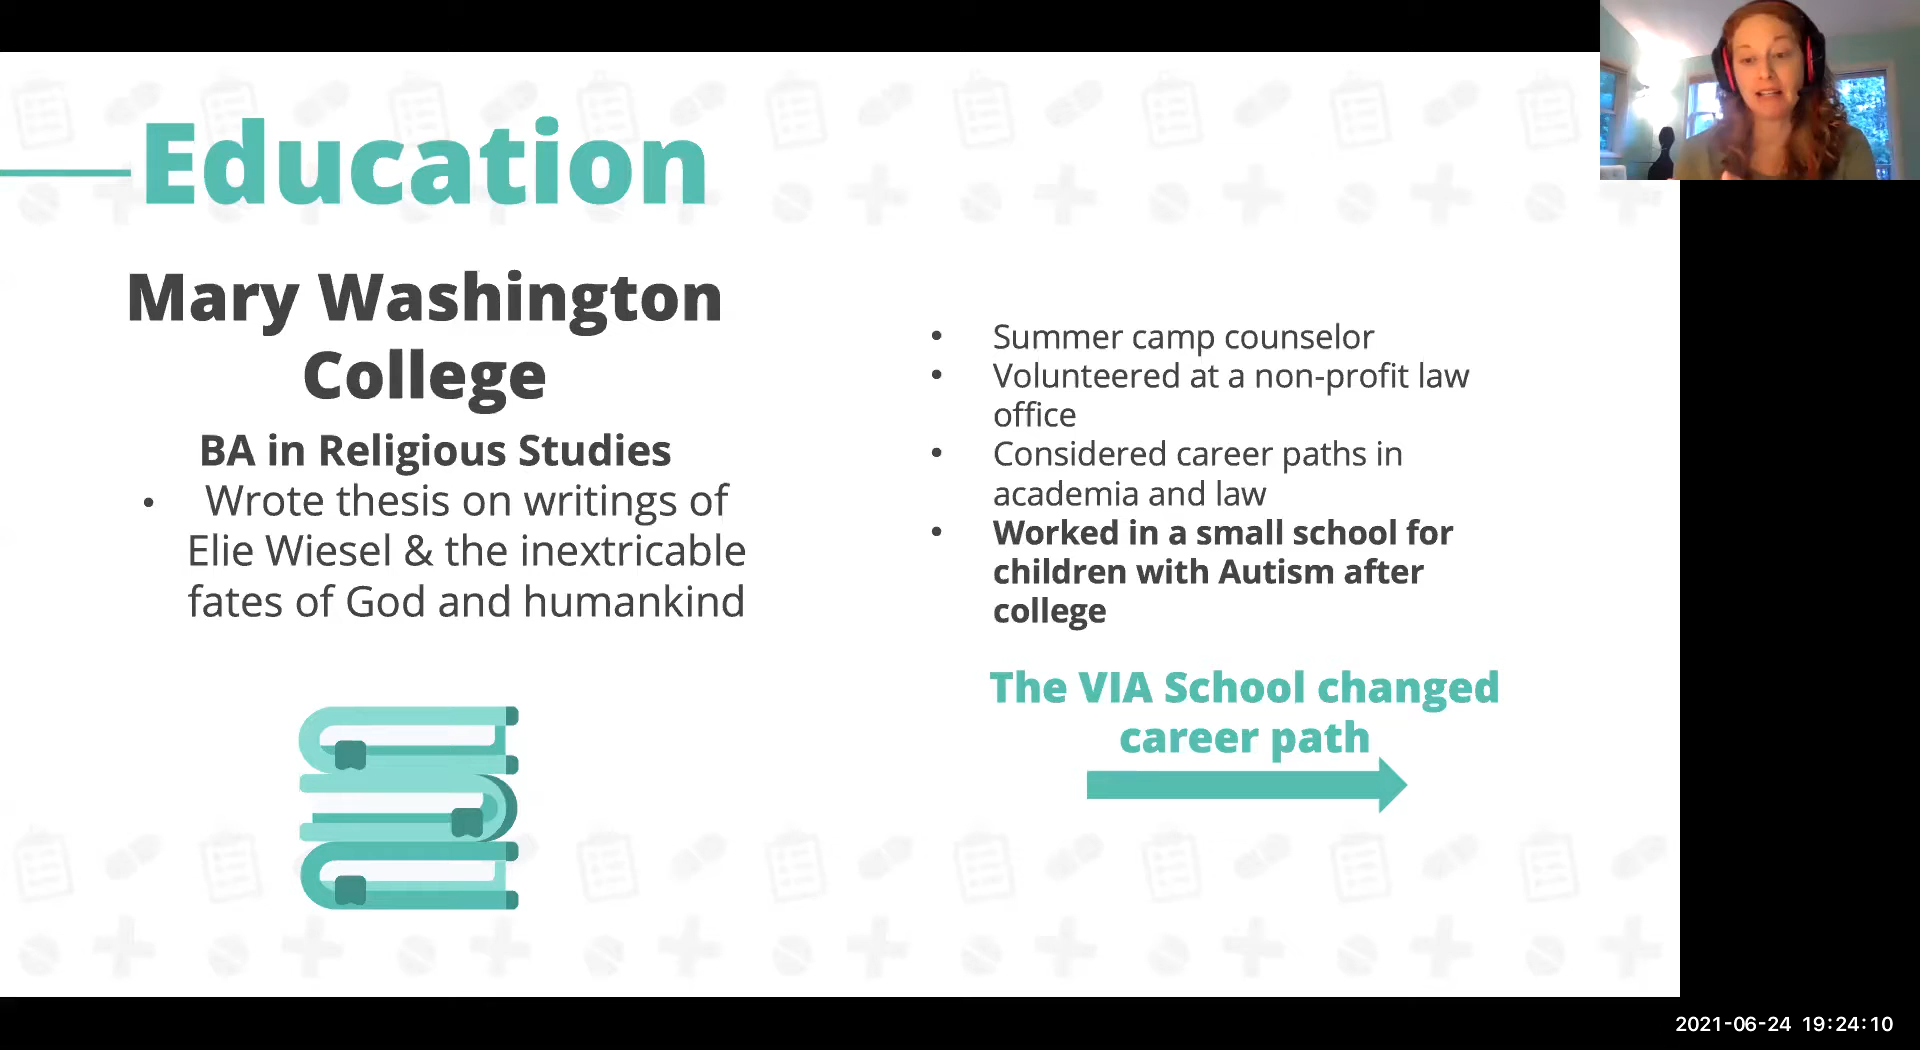 Education
Mary Washington
College
BA in Religious Studies
• Wrote thesis on writings of
Elie Wiesel & the inextricable
fates of God and humankind
• Summer camp counselor
• Volunteered at a non-profit law
office
• Considered career paths in
academia and law
• Worked in a small school for
children with Autism after
college
The VIA School changed
career path
2021-06-24 19:24:10